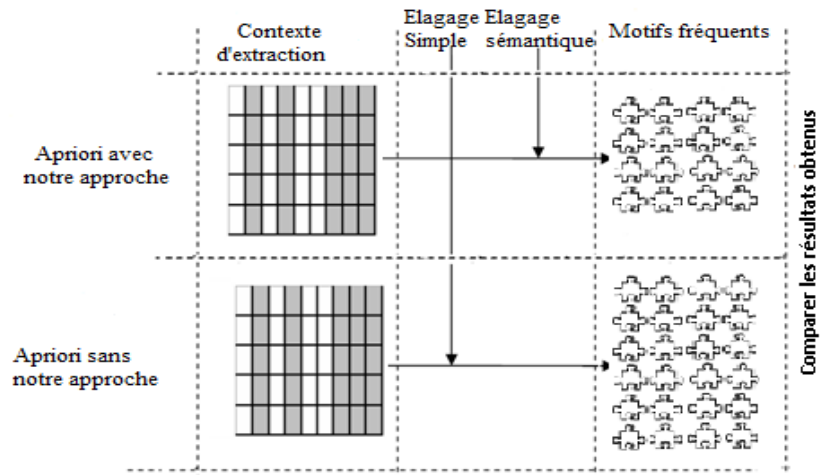 Contexte
d'extraction
Elagage
Simple
Elagage
sémantique
Motifs fréquents
Apriori avec
notre approche
Apriori sans
notre approche
Comparer les résultats obtenus